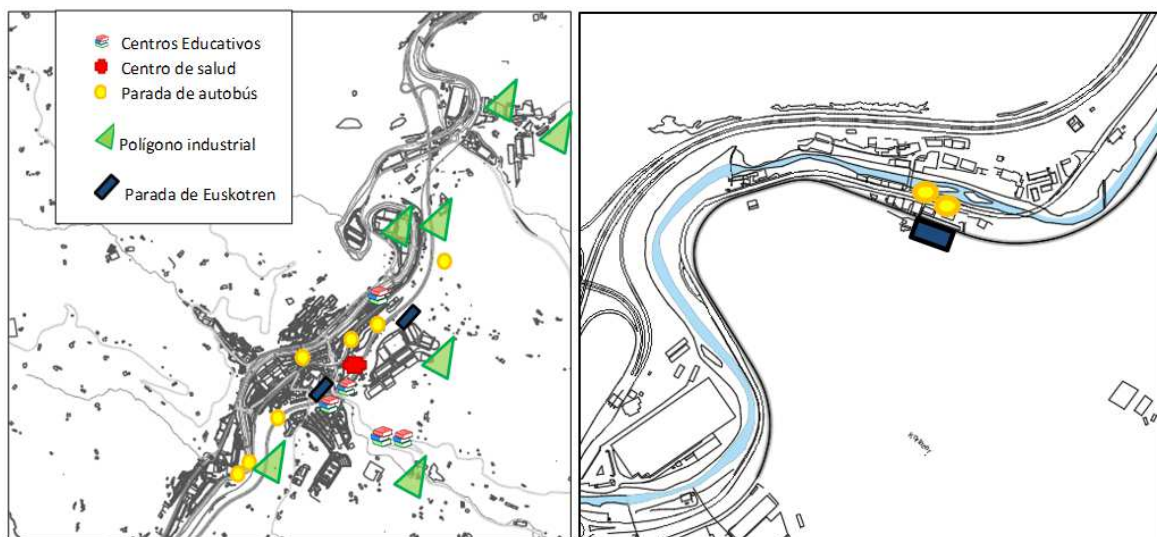 Centros Educativos
Centro de salud
Parada de autobús
Polígono industrial
Parada de Euskotren